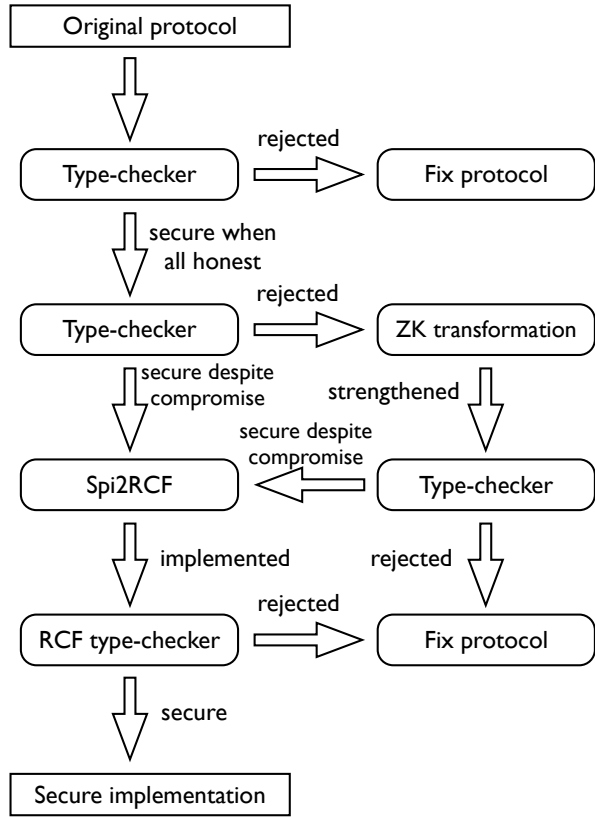 Original protocol
rejected
Type-checker
Fix protocol
secure when
all honest
rejected
Type-checker
ZK transformation
secure despite
compromise
strengthened
secure despite
compromise
Spi2RCF
Type-checker
implemented
rejected
rejected
RCF type-checker
Fix protocol
secure
Secure implementation